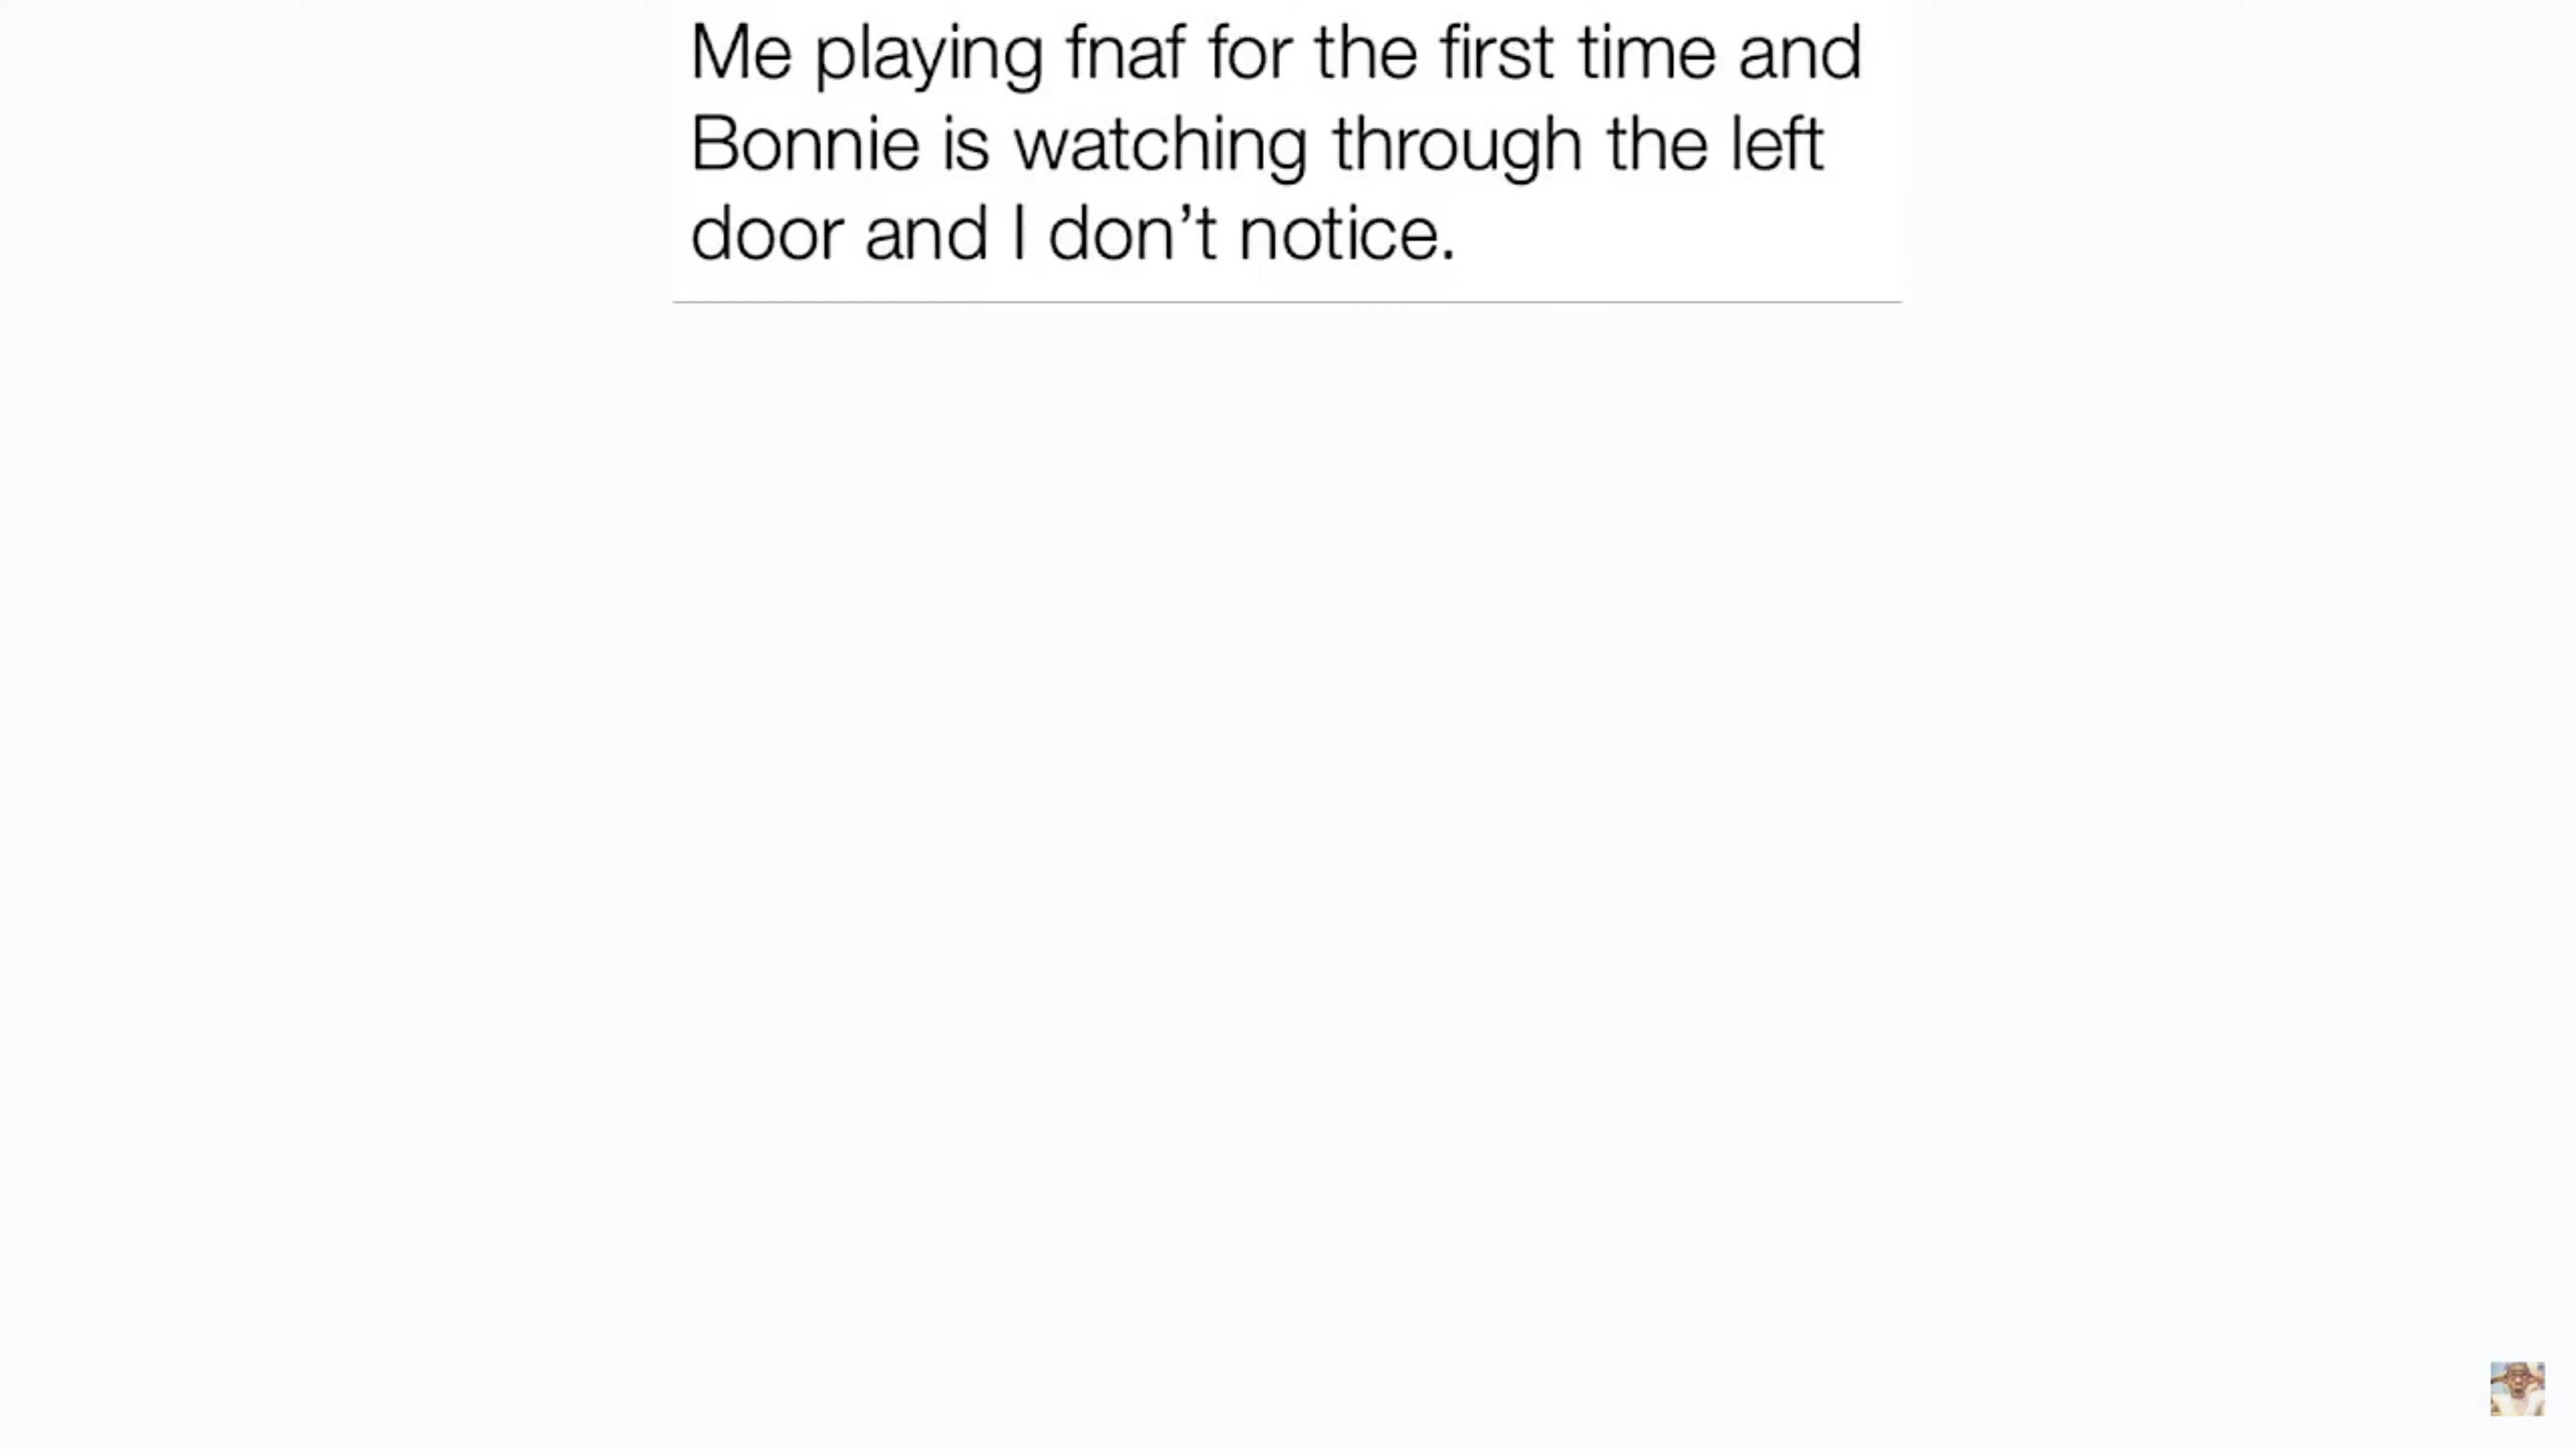 Me playing fnaf for the first time and
Bonnie is watching through the left
door and I don’t notice.